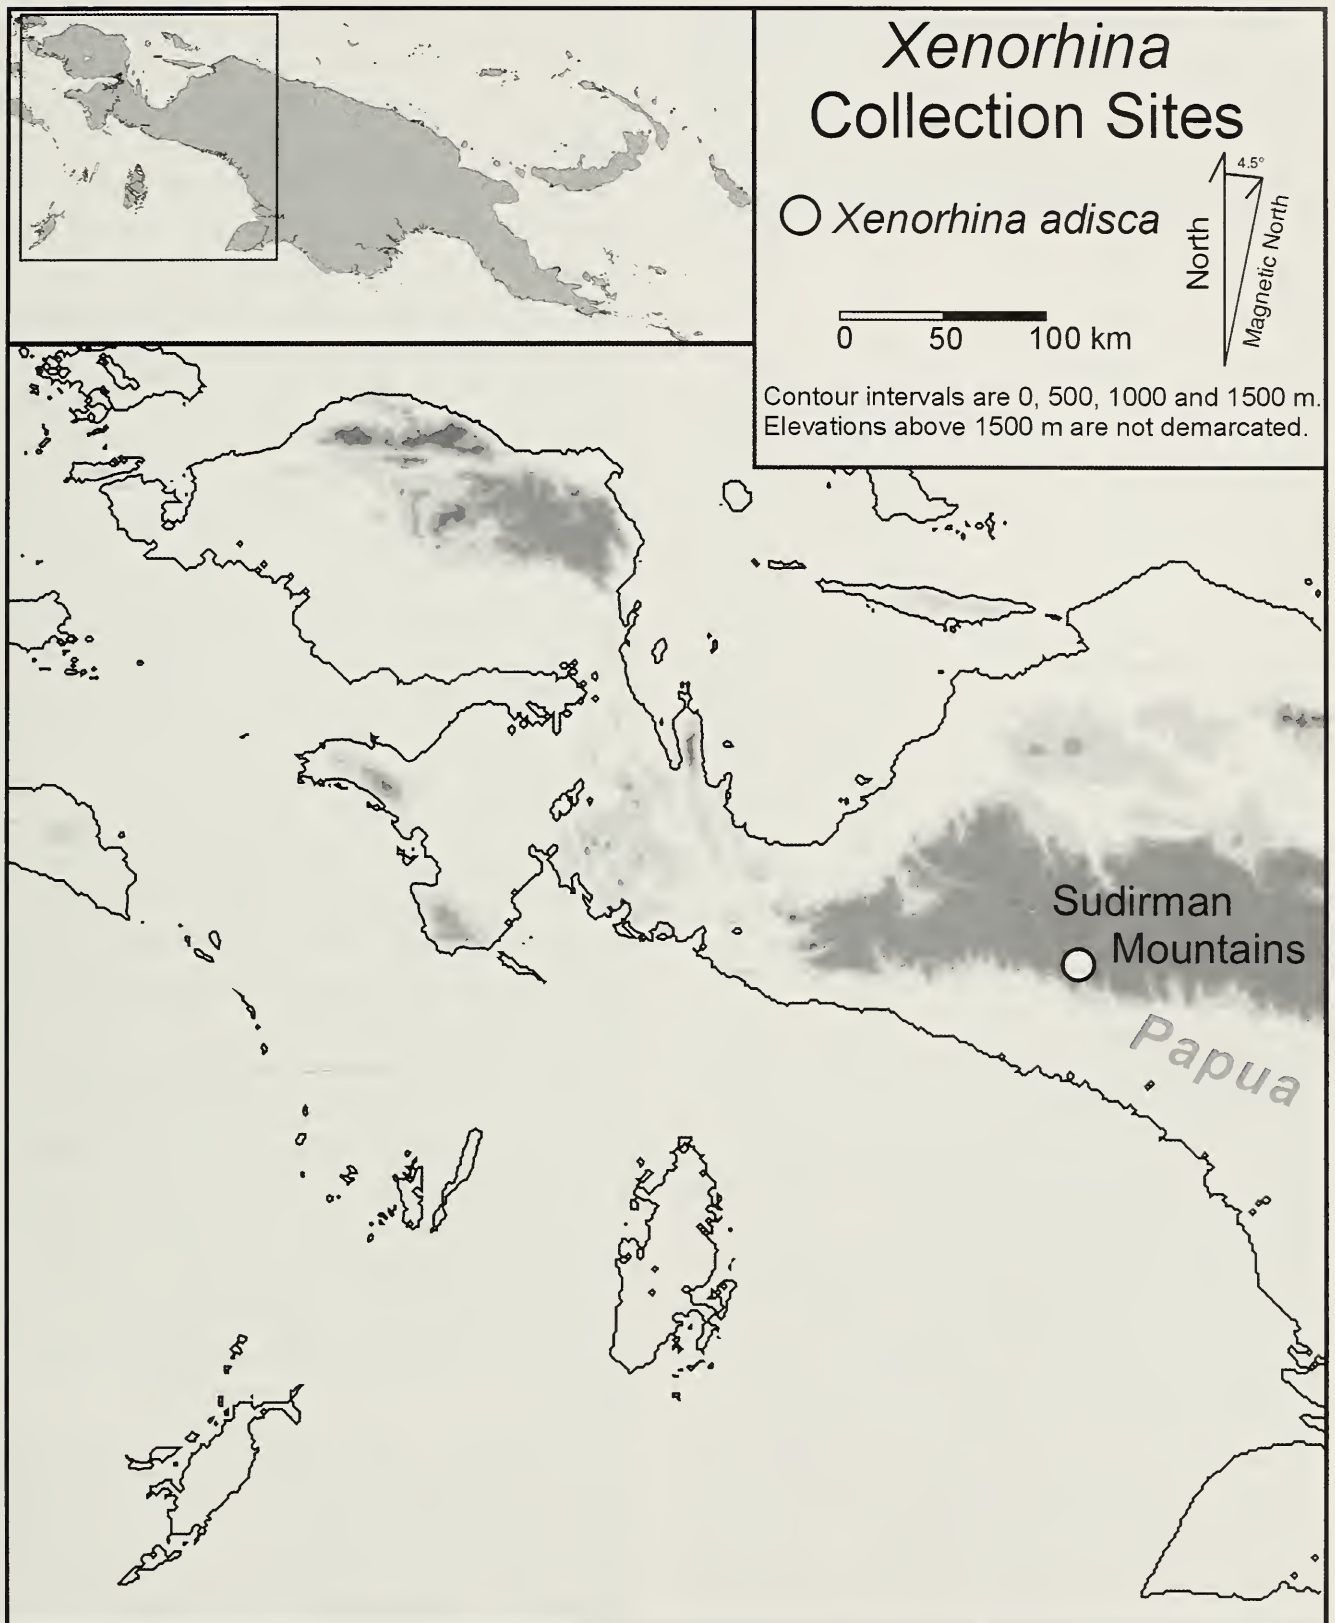 Xenorhina
Collection Sites
4.5°
Xenorhina adisca
North
Magnetic North
0 50 100 km
Contour intervals are 0, 500, 1000 and 1500 m.
Elevations above 1500 m are not demarcated.
Sudirman
Mountains
Papua